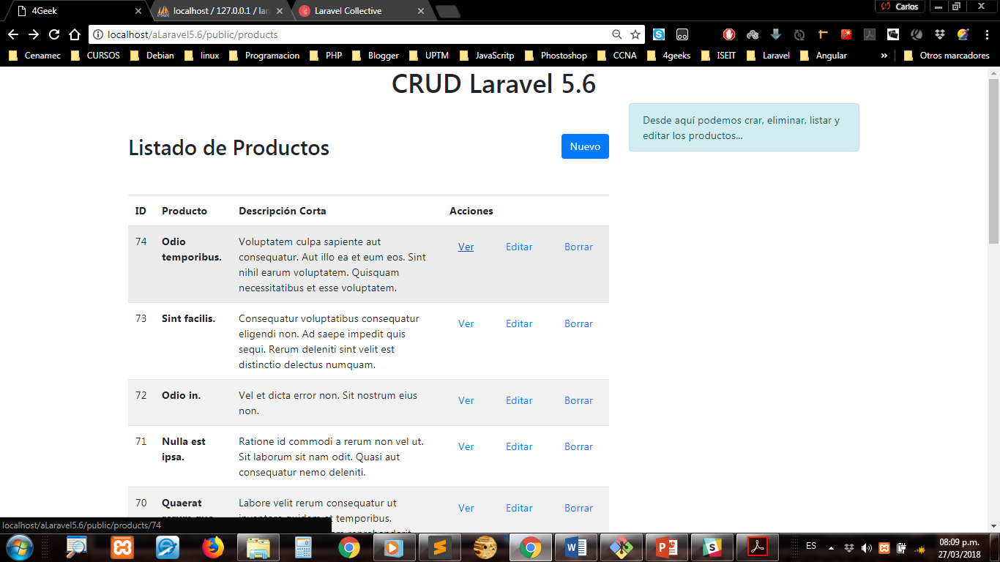 4Geek
localhost / 127.0.0.1 / lar
Laravel Collective
Carlos
localhost/aLaravel5.6/public/products
Cenamec
CURSOS
Debian
linux
Programacion
PHP
Blogger
UPTM
JavaScritp
Phostoshop
CCNA
4geeks
ISEIT
Laravel
Angular
»
Otros marcadores
CRUD Laravel 5.6
Desde aquí podemos crar, eliminar, listar y
editar los productos...
Listado de Productos
Nuevo
ID Producto Descripción Corta Acciones
74 Odio Voluptatem culpa sapiente aut Ver Editar Borrar
temporibus. consequatur. Aut illo ea et eum eos. Sint
nihil earum voluptatem. Quisquam
necessitatibus et esse voluptatem.
73 Sint facilis. Consequatur voluptatibus consequatur Ver Editar Borrar
eligendi non. Ad saepe impedit quis
sequi. Rerum deleniti sint velit est
distinctio delectus numquam.
72 Odio in. Vel et dicta error non. Sit nostrum eius Ver Editar Borrar
non.
71 Nulla est Ratione id commodi a rerum non vel ut. Ver Editar Borrar
ipsa. Sit laborum sit nam odit. Quasi aut
consequatur nemo deleniti.
70 Quaerat Labore velit rerum consequatur ut Ver Editar Borrar
temporibus.
localhost/aLaravel5.6/public/products/74
ES
08:09 p.m.
27/03/2018